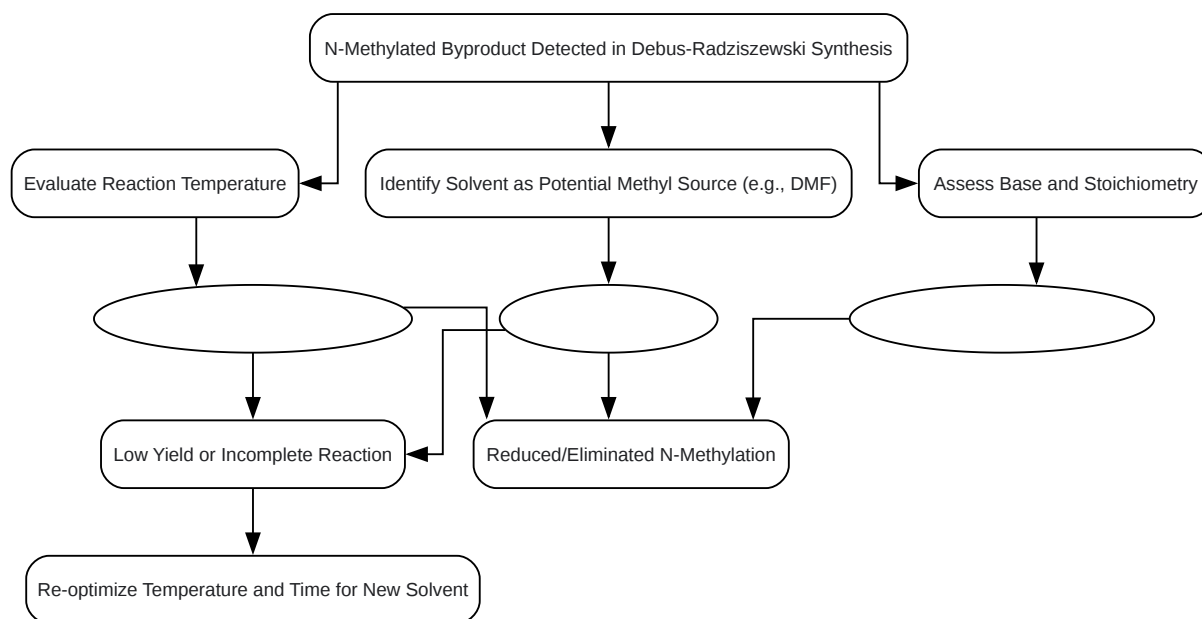 N-Methylated Byproduct Detected in Debus-Radziszewski Synthesis
Evaluate Reaction Temperature
Identify Solvent as Potential Methyl Source (e.g., DMF)
Assess Base and Stoichiometry
Low Yield or Incomplete Reaction
Reduced/Eliminated N-Methylation
Re-optimize Temperature and Time for New Solvent